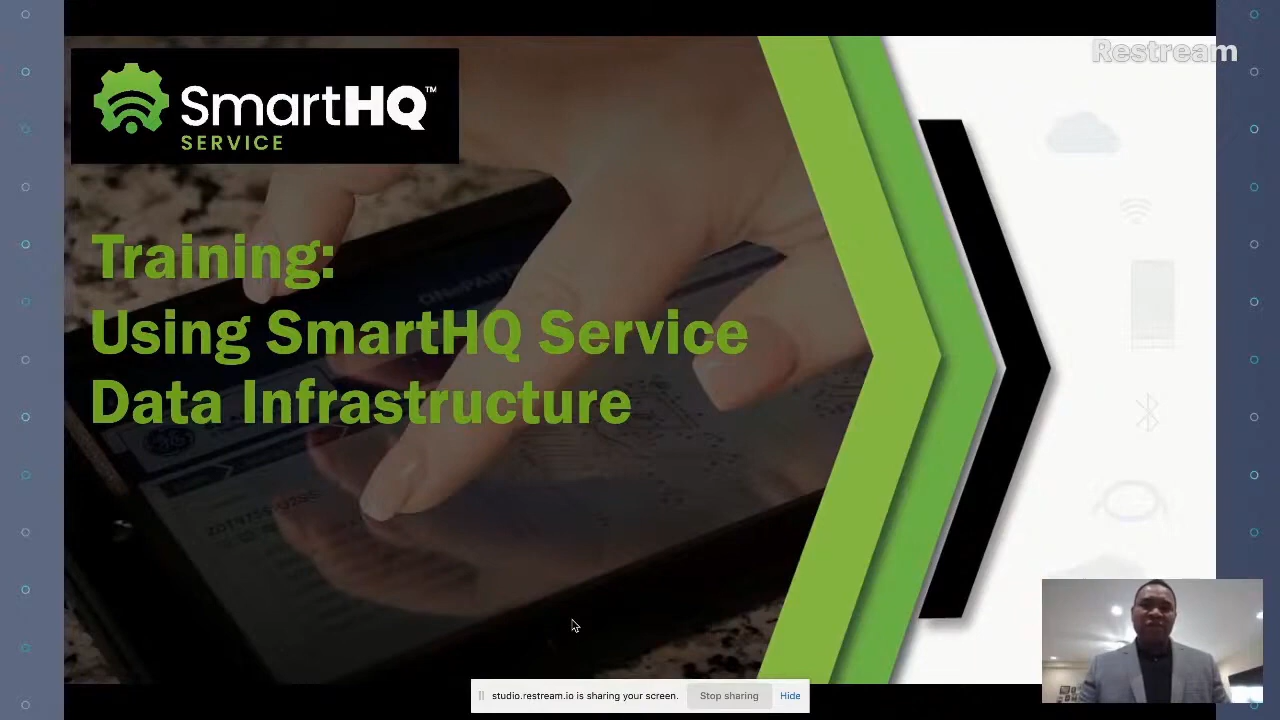 Restream
SmartHQ™
SERVICE
Training:
Using SmartHQ Service
Data Infrastructure
studio.restream.io is sharing your screen.
Stop sharing
Hide